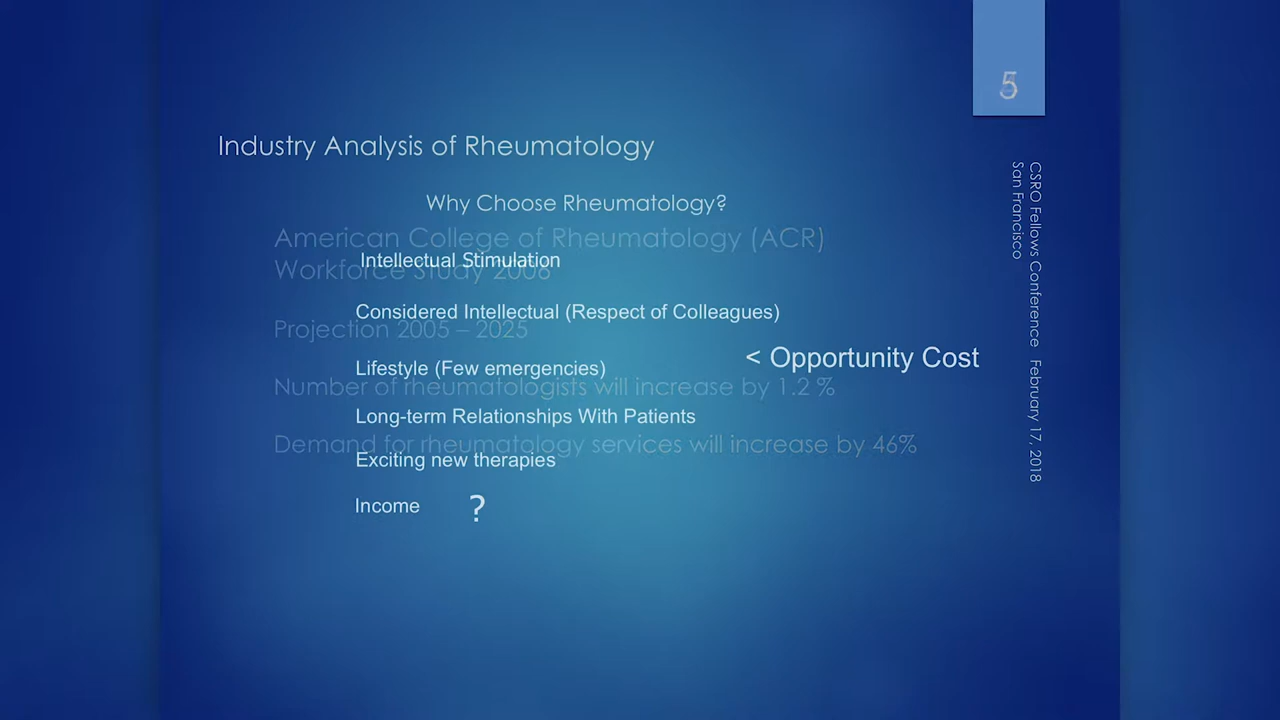 5
Industry Analysis of Rheumatology
Why Choose Rheumatology?
American College of Rheumatology (ACR)
Workforce Study 2006
Intellectual Stimulation
Considered Intellectual (Respect of Colleagues)
Projection 2005 – 2025
< Opportunity Cost
Lifestyle (Few emergencies)
Number of rheumatologists will increase by 1.2 %
Long-term Relationships With Patients
Demand for rheumatology services will increase by 46%
Exciting new therapies
Income ?
CSRO Fellows Conference February 17, 2018
San Francisco